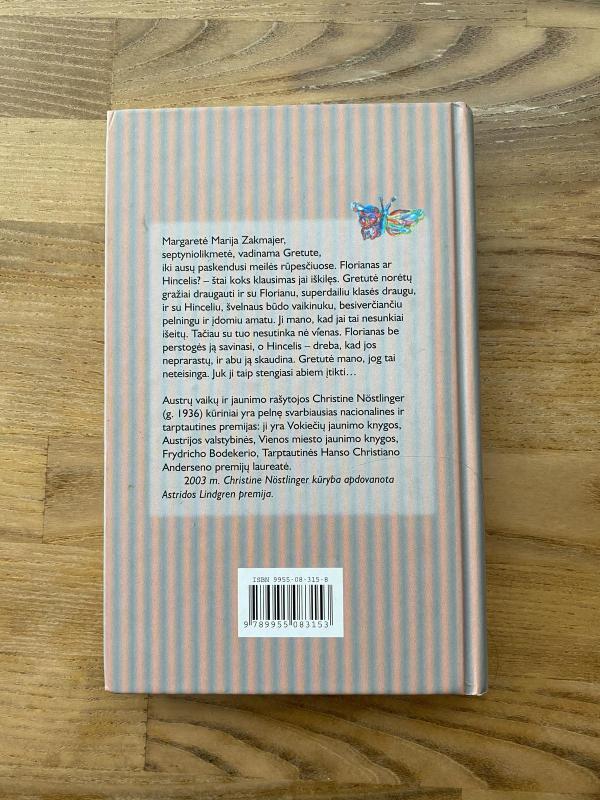 Margaretė Marija Zakmajer,
septyniolikmetė, vadinama Gretute,
iki ausų paskendusi meilės rūpesčiuose. Florianas ar
Hincelis? – štai koks klausimas jai iškilęs. Gretutė norėtų
gražiai draugauti ir su Florianu, superdailiu klasės draugu,
ir su Hinceliu, švelnaus būdo vaikinuku, besiverčiančiu
pelningu ir įdomiu amatu. Ji mano, kad jai tai nesunkiai
išeitų. Tačiau su tuo nesutinka nė vienas. Florianas be
perstogės ją savinasi, o Hincelis – dreba, kad jos
neprarastų, ir abu ją skaudina. Gretutė mano, jog tai
neteisinga. Juk ji taip stengiasi abiem įtikti...
Austrų vaikų ir jaunimo rašytojos Christine Nöstlinger
(g. 1936) kūriniai yra pelnę svarbiausias nacionalines ir
tarptautines premijas: ji yra Vokiečių jaunimo knygos,
Austrijos valstybinės, Vienos miesto jaunimo knygos,
Frydricho Bodekerio, Tarptautinės Hanso Christiano
Anderseno premijų laureatė.
2003 m. Christine Nöstlinger kūryba apdovanota
Astridos Lindgren premija.
ISBN 9955-08-315-8
9 789955 083153